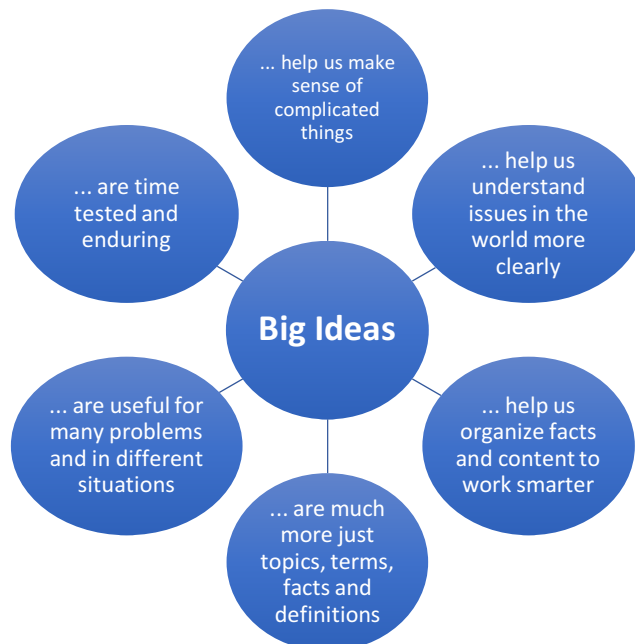 ... help us make
sense of
complicated
things
... are time
tested and
enduring
... help us
understand
issues in the
world more
clearly
Big Ideas
... are useful for
many problems
and in different
situations
... help us
organize facts
and content to
work smarter
... are much
more just
topics, terms,
facts and
definitions